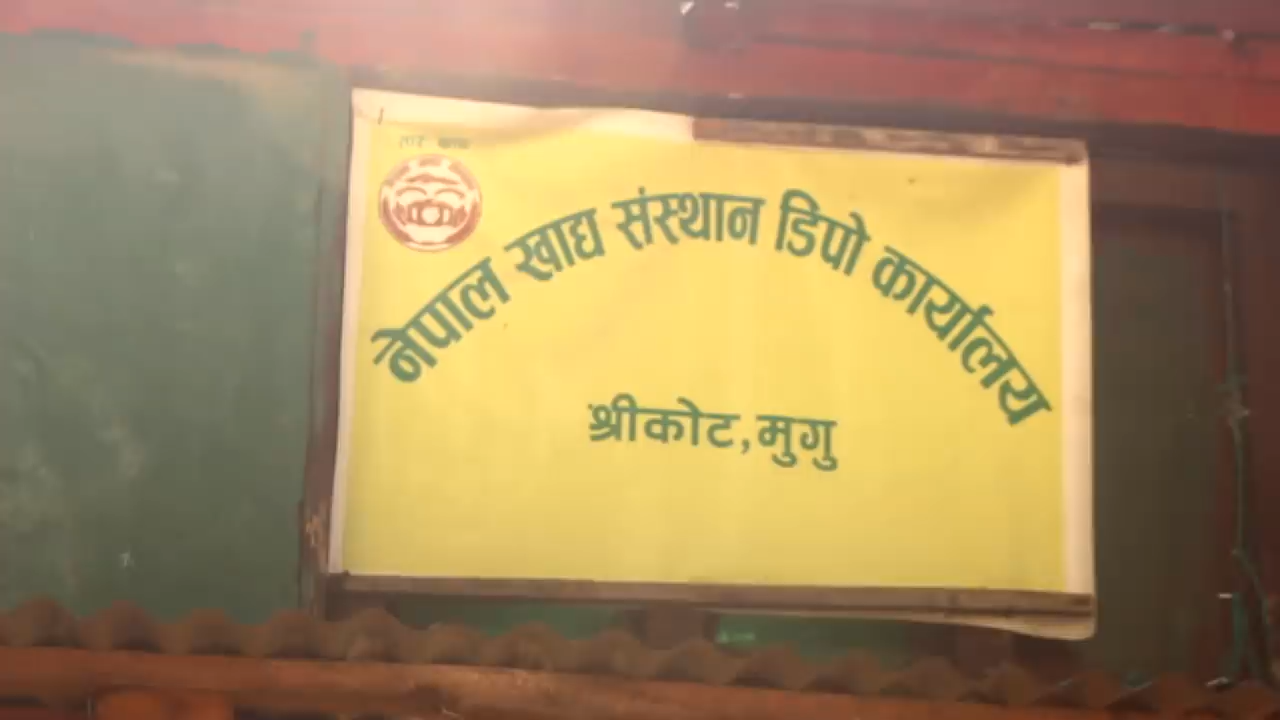 नेपाल खाद्य संस्थान डिपो कार्यालय
श्रीकोट,मुगु